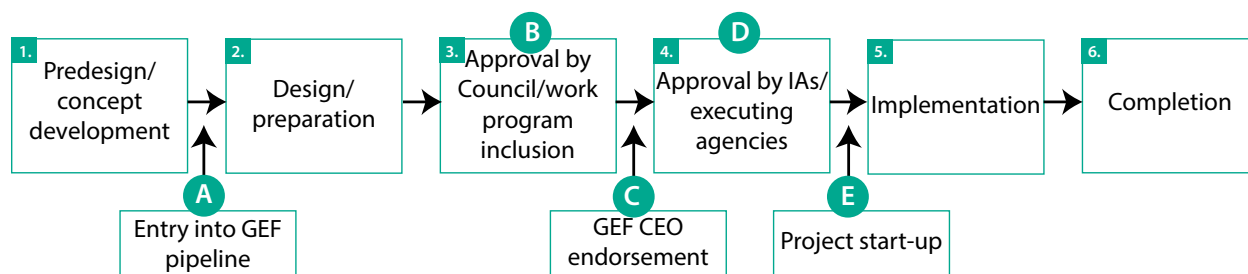 1.
Predesign/
concept
development
2.
Design/
preparation
B
3.
Approval by
Council/work
program
inclusion
D
4.
Approval by IAs/
executing
agencies
5.
Implementation
6.
Completion
A
Entry into GEF
pipeline
C
GEF CEO
endorsement
E
Project start-up